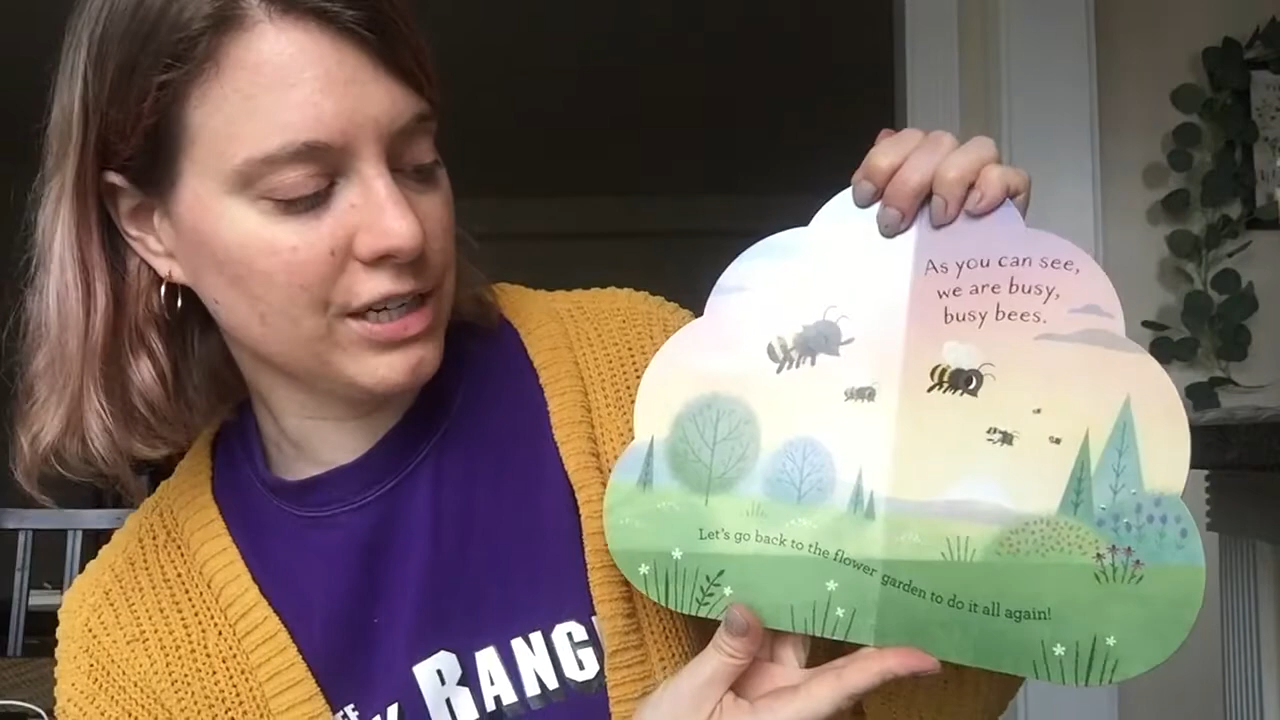 As you can see,
we are busy,
busy bees.
Let's go back to the flower garden to do it all again!